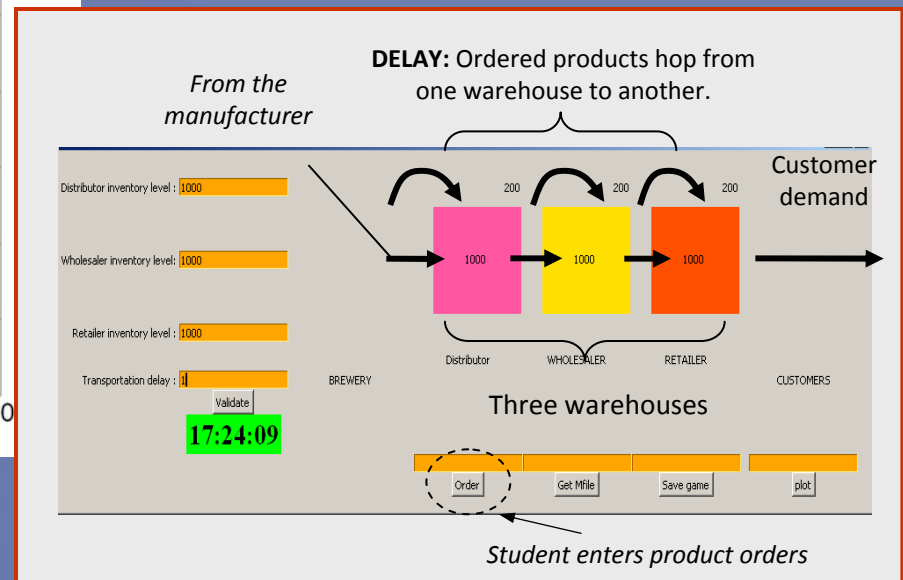 DELAY: Ordered products hop from
one warehouse to another.
From the
manufacturer
Customer
demand
Distributor inventory level : 1000
200
200
200
Wholesaler inventory level: 1000
1000
1000
1000
Retailer inventory level : 1000
Distributor
WHOLESALER
RETAILER
Transportation delay : 1
BREWERY
CUSTOMERS
Validate
Three warehouses
0
17:24:09
Order
Get Mfile
Save game
plot
Student enters product orders